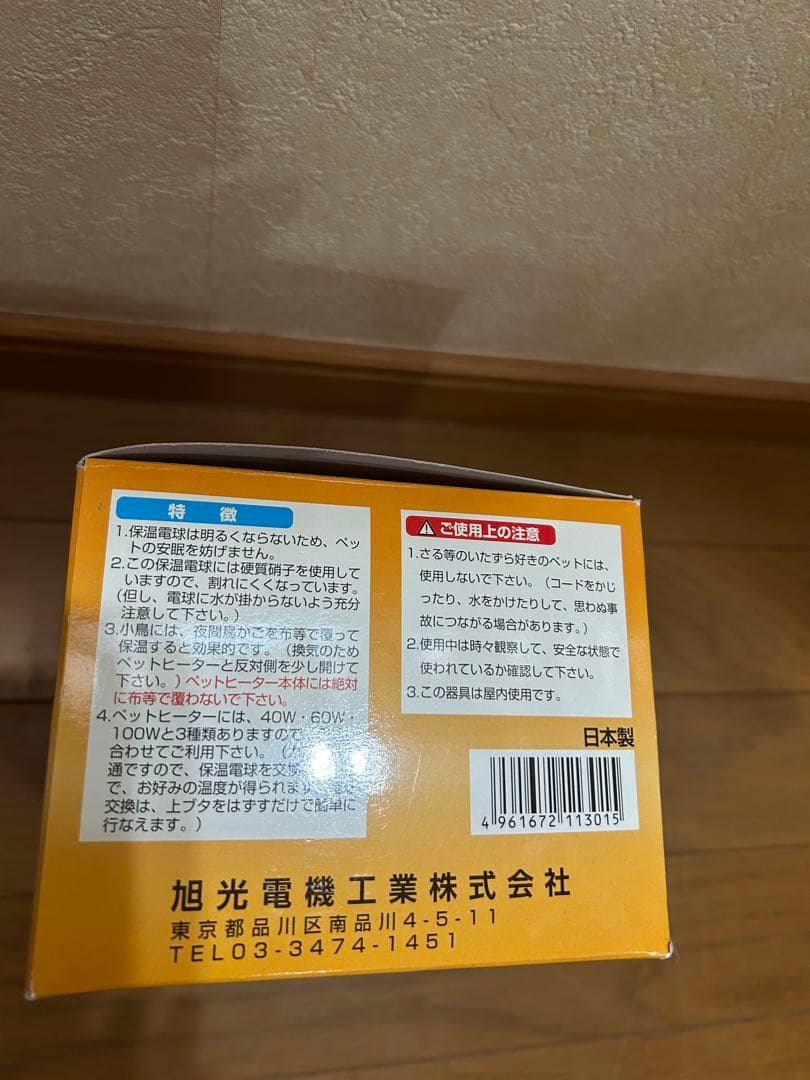 特徴
1.保温電球は明るくならないため、ペッ
トの安眠を妨げません。
2.この保温電球には硬質硝子を使用して
いますので、割れにくくなっています。
(但し、電球に水が掛からないよう充分
注意して下さい。)
3.小鳥には、夜間鳥かごを布等で覆って
保温すると効果的です。(換気のため
ペットヒーターと反対側を少し開けて
下さい。)ペットヒーター本体には絶対
に布等で覆わないで下さい。
4.ペットヒーターには、40W・60W・
100Wと3種類ありますので
合わせてご利用下さい。(カ
通ですので、保温電球を交換
で、お好みの温度が得られます
交換は、上ブタをはずすだけで簡単に
行なえます。)
ご使用上の注意
1.さる等のいたずら好きのペットには、
使用しないで下さい。(コードをかじ
ったり、水をかけたりして、思わぬ事
故につながる場合があります。)
2.使用中は時々観察して、安全な状態で
使われているか確認して下さい。
3.この器具は屋内使用です。
日本製
4 961672 113015
旭光電機工業株式会社
東京都品川区南品川4-5-11
TEL03-3474-1451